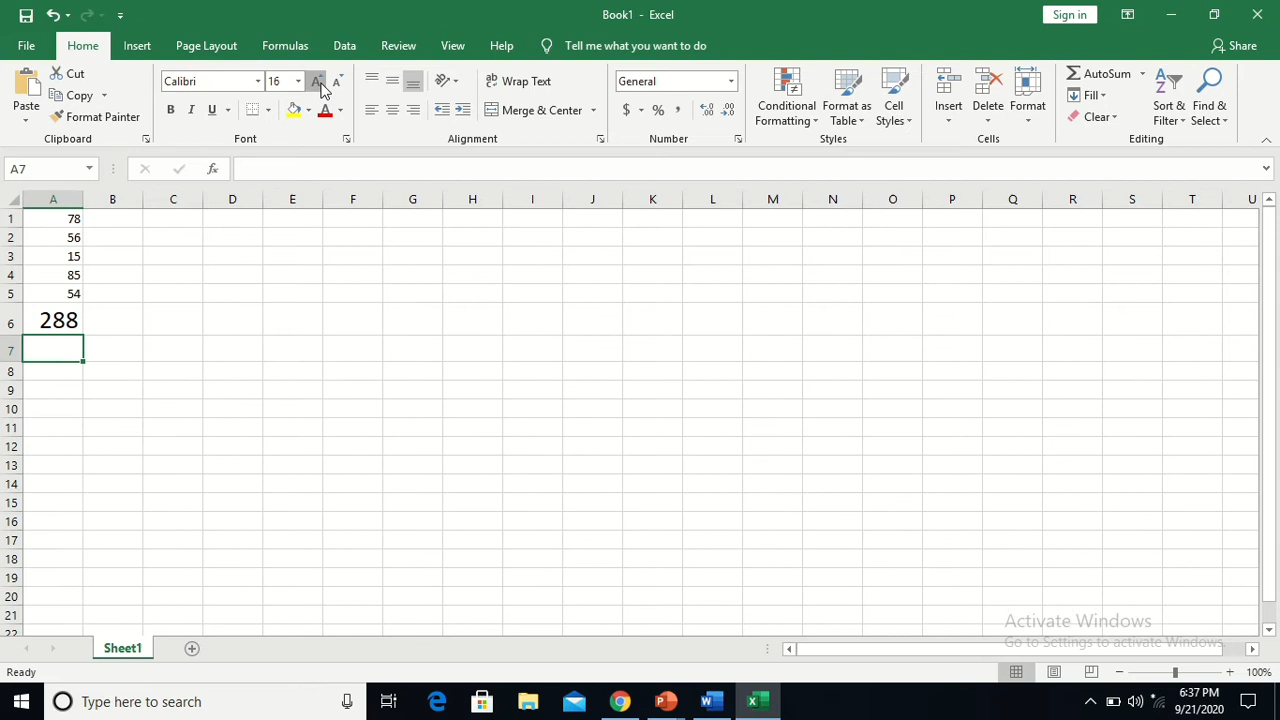 Book1 - Excel
Sign in
File Home Insert Page Layout Formulas Data Review View Help Tell me what you want to do Share
Paste Cut Calibri 16 Wrap Text General Conditional Formatting Format as Table Cell Styles Insert Delete Format AutoSum Sort & Filter Find & Select
Copy Merge & Center $ % , Fill
Format Painter Clear
Clipboard Font Alignment Number Styles Cells Editing
A7 fx
A B C D E F G H I J K L M N O P Q R S T U
1 78
2 56
3 15
4 85
5 54
6 288
7
8
9
10
11
12
13
14
15
16
17
18
19
20
21
22
Activate Windows
Go to Settings to activate Windows.
Sheet1
Ready 100%
Type here to search 6:37 PM
9/21/2020